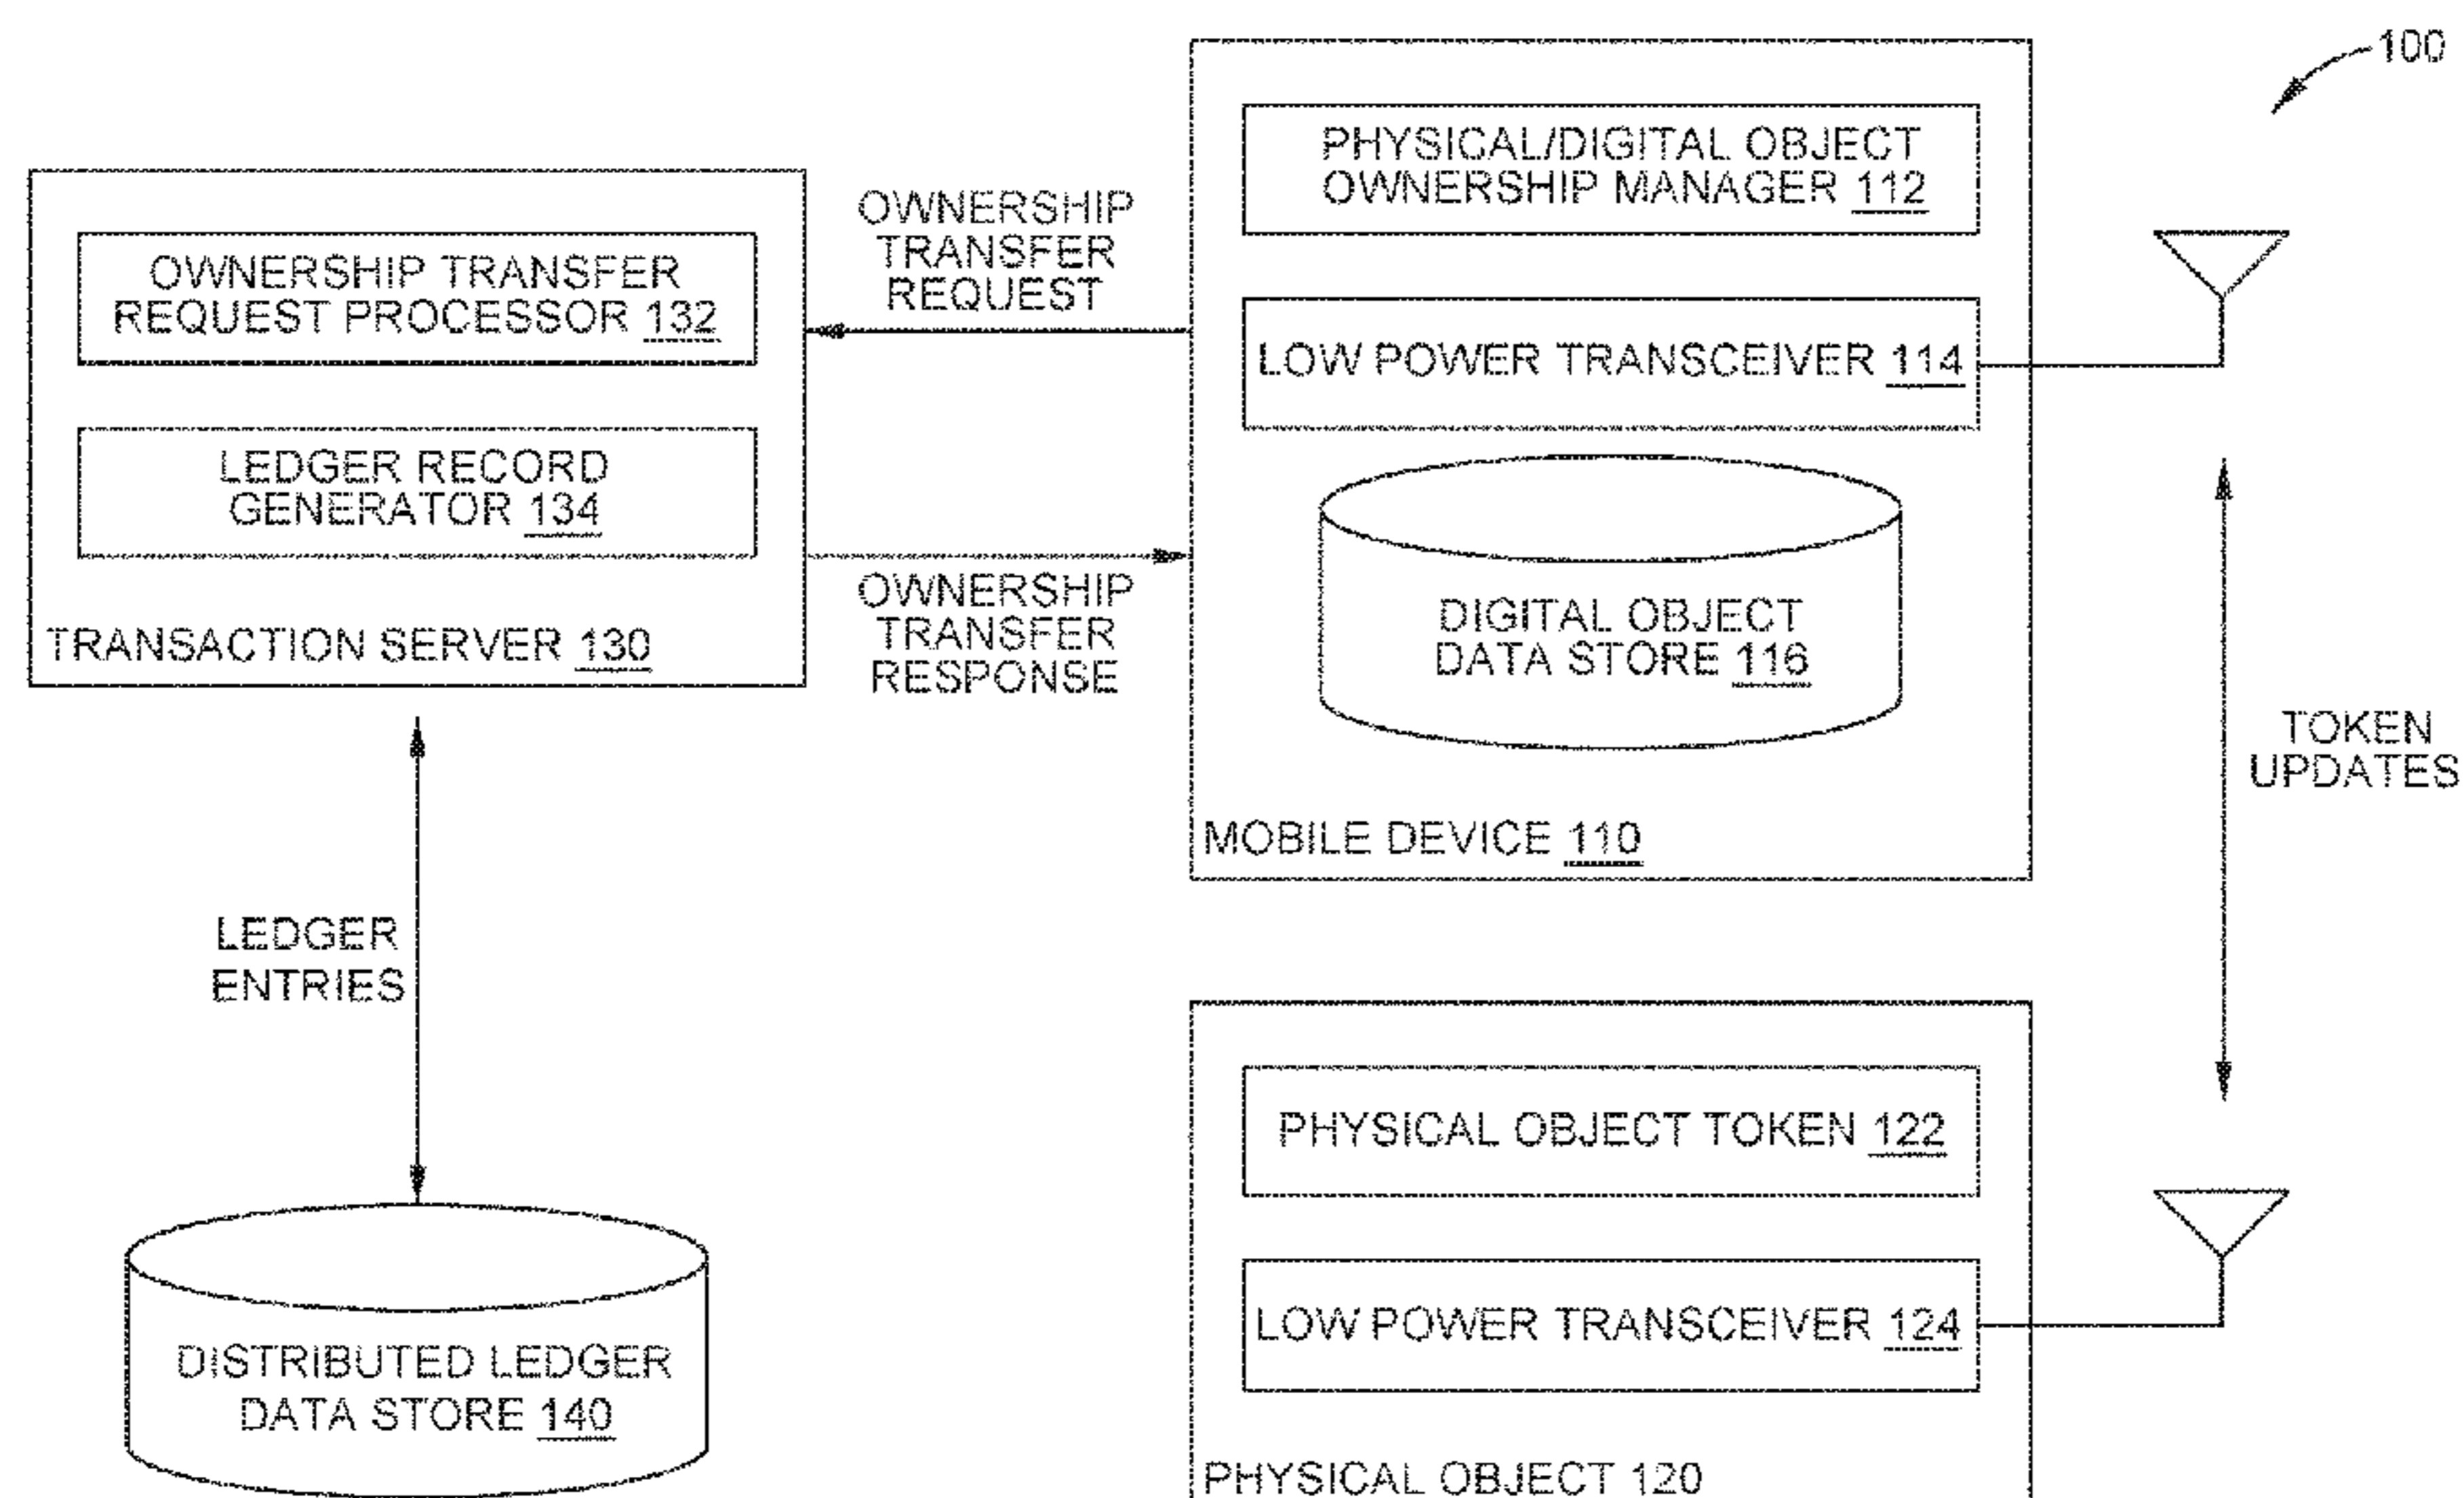 100
PHYSICAL/DIGITAL OBJECT
OWNERSHIP MANAGER 112
LOW POWER TRANSCEIVER 114
DIGITAL OBJECT
DATA STORE 116
MOBILE DEVICE 110
OWNERSHIP
TRANSFER
REQUEST
OWNERSHIP TRANSFER
REQUEST PROCESSOR 132
LEDGER RECORD
GENERATOR 134
TRANSACTION SERVER 130
OWNERSHIP
TRANSFER
RESPONSE
TOKEN
UPDATES
LEDGER
ENTRIES
DISTRIBUTED LEDGER
DATA STORE 140
PHYSICAL OBJECT TOKEN 122
LOW POWER TRANSCEIVER 124
PHYSICAL OBJECT 120